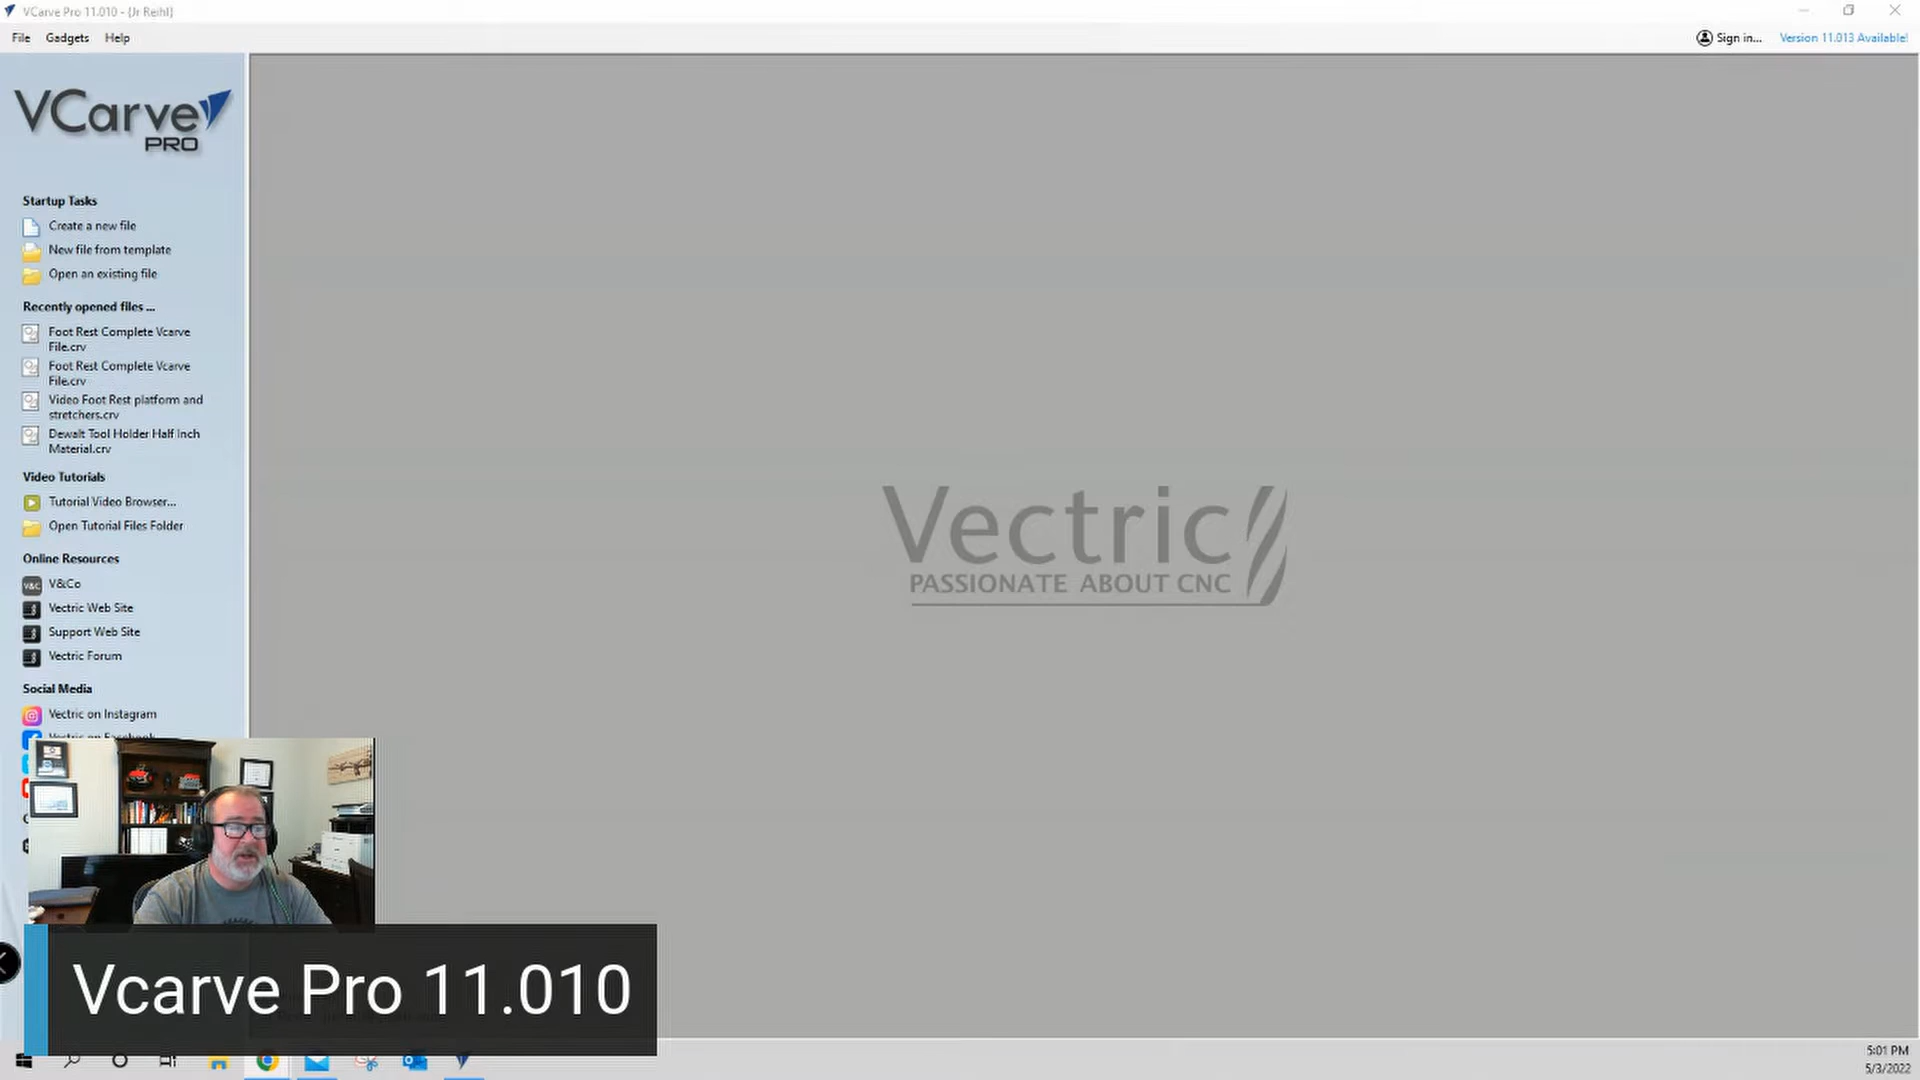 VCarve Pro 11.010 - {Jr Reihl}
File Gadgets Help
Sign in... Version 11.013 Available!
VCarve
PRO
Startup Tasks
Create a new file
New file from template
Open an existing file
Recently opened files ...
Foot Rest Complete Vcarve
File.crv
Foot Rest Complete Vcarve
File.crv
Video Foot Rest platform and
stretchers.crv
Dewalt Tool Holder Half Inch
Material.crv
Video Tutorials
Tutorial Video Browser...
Open Tutorial Files Folder
Online Resources
V&C V&Co
Vectric Web Site
Support Web Site
Vectric Forum
Social Media
Vectric on Instagram
Vectric on Facebook
Vectric
PASSIONATE ABOUT CNC
Vcarve Pro 11.010
5:01 PM
5/3/2022